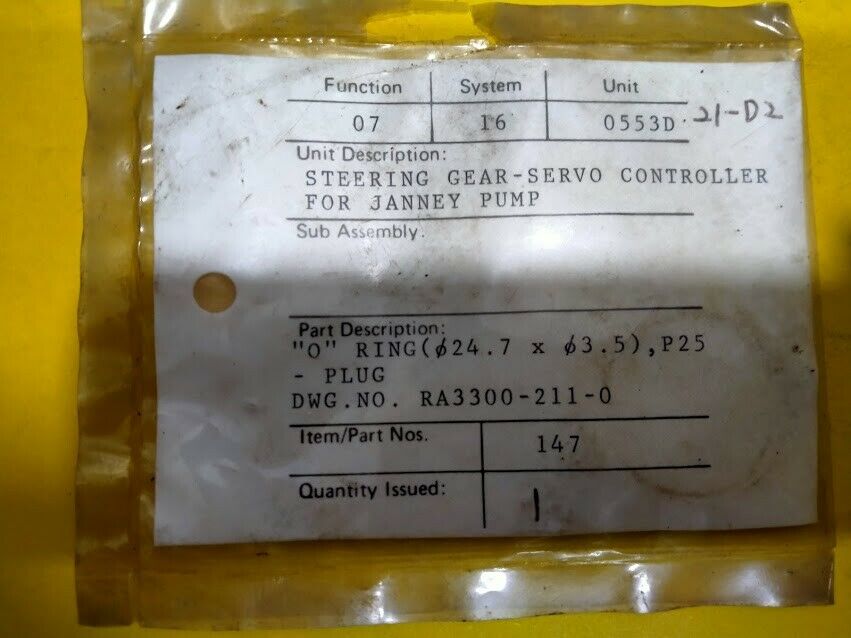 Function System Unit
07 16 0553D 21-D2
Unit Description:
STEERING GEAR-SERVO CONTROLLER
FOR JANNEY PUMP
Sub Assembly:
Part Description:
"O" RING(ϕ24.7 x ϕ3.5),P25
- PLUG
DWG.NO. RA3300-211-0
Item/Part Nos. 147
Quantity Issued: 1